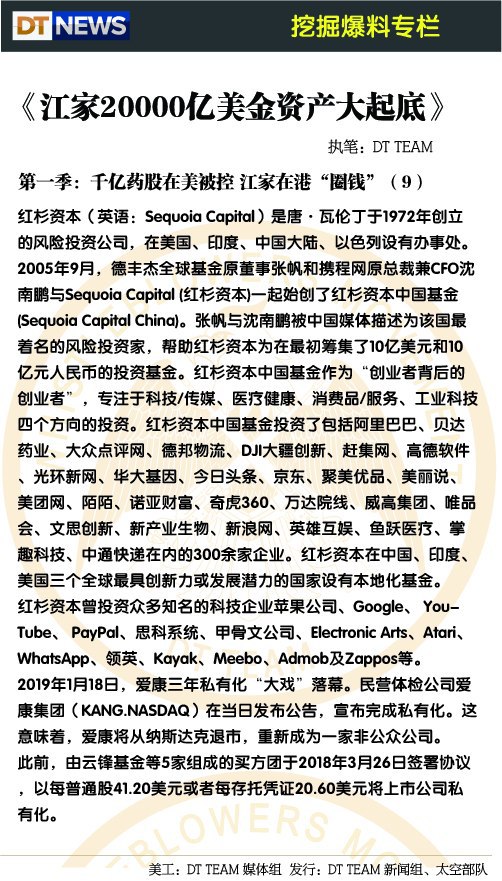 DT NEWS
挖掘爆料专栏
《江家20000亿美金资产大起底》
执笔：DT TEAM
第一季：千亿药股在美被控 江家在港“圈钱”（9）
红杉资本（英语：Sequoia Capital）是唐·瓦伦丁于1972年创立
的风险投资公司，在美国、印度、中国大陆、以色列设有办事处。
2005年9月，德丰杰全球基金原董事张帆和携程网原总裁兼CFO沈
南鹏与Sequoia Capital (红杉资本)一起始创了红杉资本中国基金
(Sequoia Capital China)。张帆与沈南鹏被中国媒体描述为该国最
着名的风险投资家，帮助红杉资本为在最初筹集了10亿美元和10
亿元人民币的投资基金。红杉资本中国基金作为“创业者背后的
创业者”，专注于科技/传媒、医疗健康、消费品/服务、工业科技
四个方向的投资。红杉资本中国基金投资了包括阿里巴巴、贝达
药业、大众点评网、德邦物流、DJI大疆创新、赶集网、高德软件
、光环新网、华大基因、今日头条、京东、聚美优品、美丽说、
美团网、陌陌、诺亚财富、奇虎360、万达院线、威高集团、唯品
会、文思创新、新产业生物、新浪网、英雄互娱、鱼跃医疗、掌
趣科技、中通快递在内的300余家企业。红杉资本在中国、印度、
美国三个全球最具创新力或发展潜力的国家设有本地化基金。
红杉资本曾投资众多知名的科技企业苹果公司、Google、 You-
Tube、 PayPal、思科系统、甲骨文公司、Electronic Arts、Atari、
WhatsApp、领英、Kayak、Meebo、Admob及Zappos等。
2019年1月18日，爱康三年私有化“大戏”落幕。民营体检公司爱
康集团（KANG.NASDAQ）在当日发布公告，宣布完成私有化。这
意味着，爱康将从纳斯达克退市，重新成为一家非公众公司。
此前，由云锋基金等5家组成的买方团于2018年3月26日签署协议
，以每普通股41.20美元或者每存托凭证20.60美元将上市公司私
有化。
美工：DT TEAM 媒体组 发行：DT TEAM 新闻组、太空部队